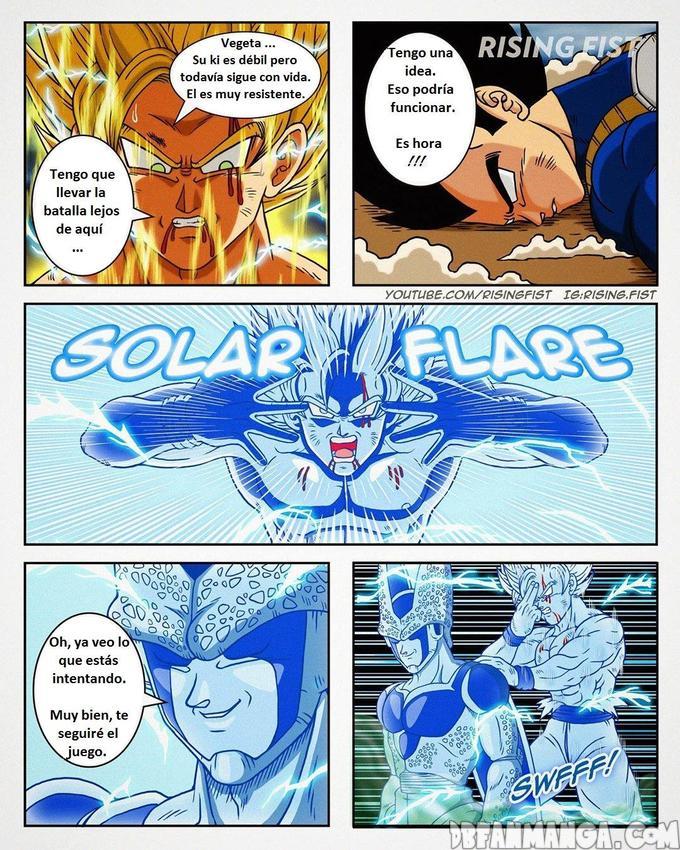 Vegeta ...
Su ki es débil pero
todavía sigue con vida.
El es muy resistente.
Tengo que
llevar la
batalla lejos
de aquí
...
RISING FIST
Tengo una
idea.
Eso podría
funcionar.
Es hora
!!!
YOUTUBE.COM/RISINGFIST IG:RISING.FIST
SOLAR FLARE
Oh, ya veo lo
que estás
intentando.
Muy bien, te
seguiré el
juego.
SWFFF!
DBFANMANGA.COM